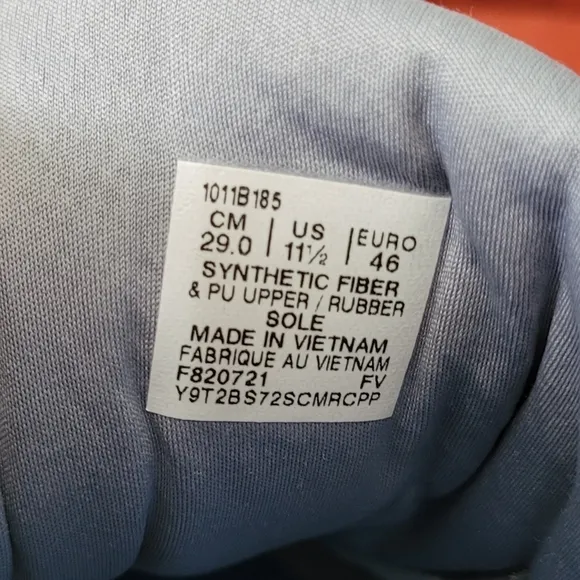 1011B185
CM | US | EURO
29.0 | 11½ | 46
SYNTHETIC FIBER
& PU UPPER / RUBBER
SOLE
MADE IN VIETNAM
FABRIQUE AU VIETNAM
F820721 FV
Y9T2BS72SCMRCPP